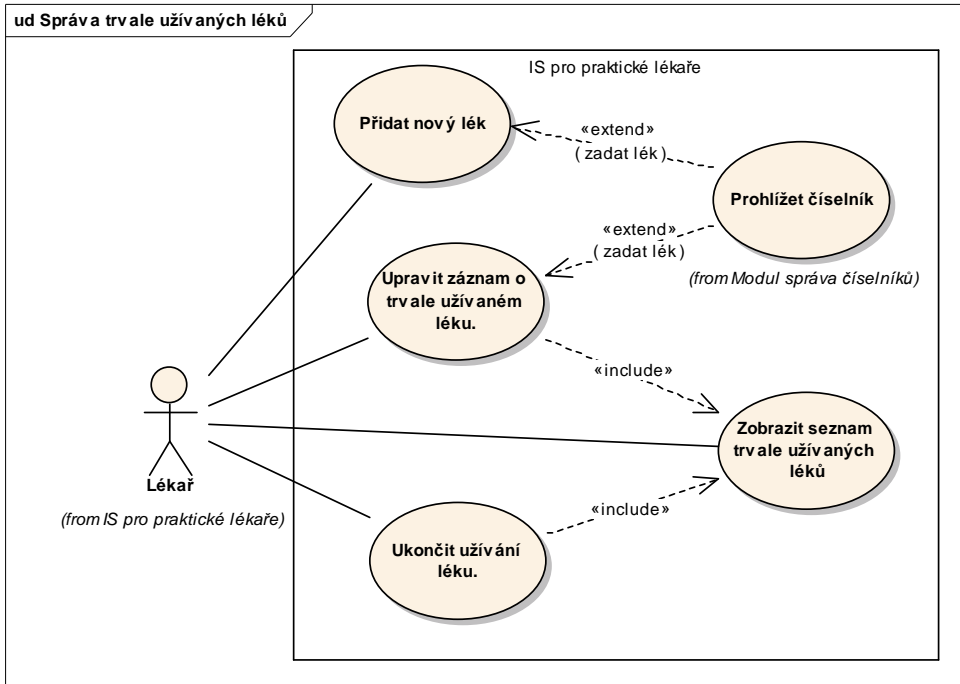 ud Správa trvale užívaných léků
IS pro praktické lékaře
Přidat nový lék
«extend»
(zadat lék)
Prohlížet číselník
(from Modul správa číselníků)
«extend»
(zadat lék)
Upravit záznam o
trvale užívaném
léku.
«include»
Zobrazit seznam
trvale užívaných
léků
Lékař
(from IS pro praktické lékaře)
«include»
Ukončit užívání
léku.